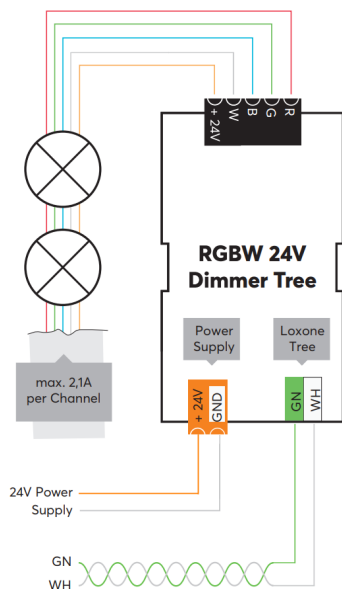 + 24V
W
B
G
R
RGBW 24V
Dimmer Tree
Power
Supply
Loxone
Tree
max. 2,1A
per Channel
+ 24V
GND
GN
WH
24V Power
Supply
GN
WH